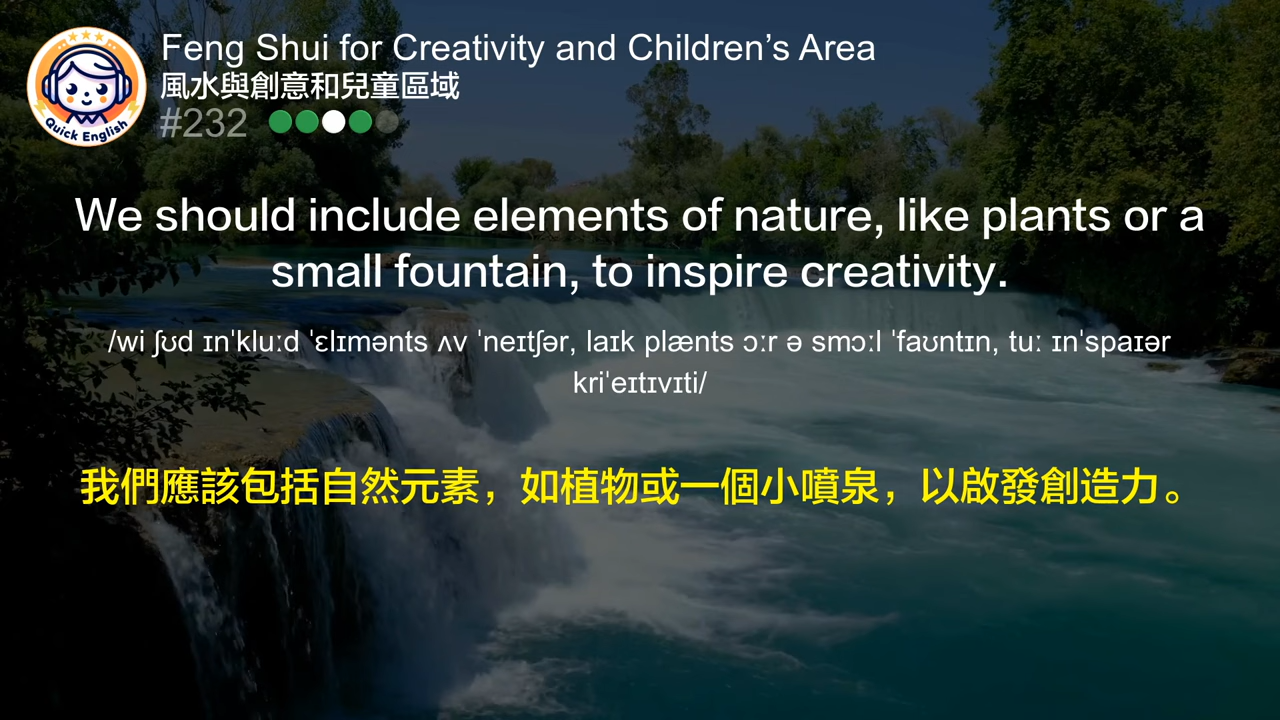 Quick English
Feng Shui for Creativity and Children’s Area
風水與創意和兒童區域
#232
We should include elements of nature, like plants or a
small fountain, to inspire creativity.
/wi ʃʊd ɪnˈkluːd ˈɛlɪmənts ʌv ˈneɪtʃər, laɪk plænts ɔːr ə smɔːl ˈfaʊntɪn, tuː ɪnˈspaɪər
kriˈeɪtɪvɪti/
我們應該包括自然元素，如植物或一個小噴泉，以啟發創造力。